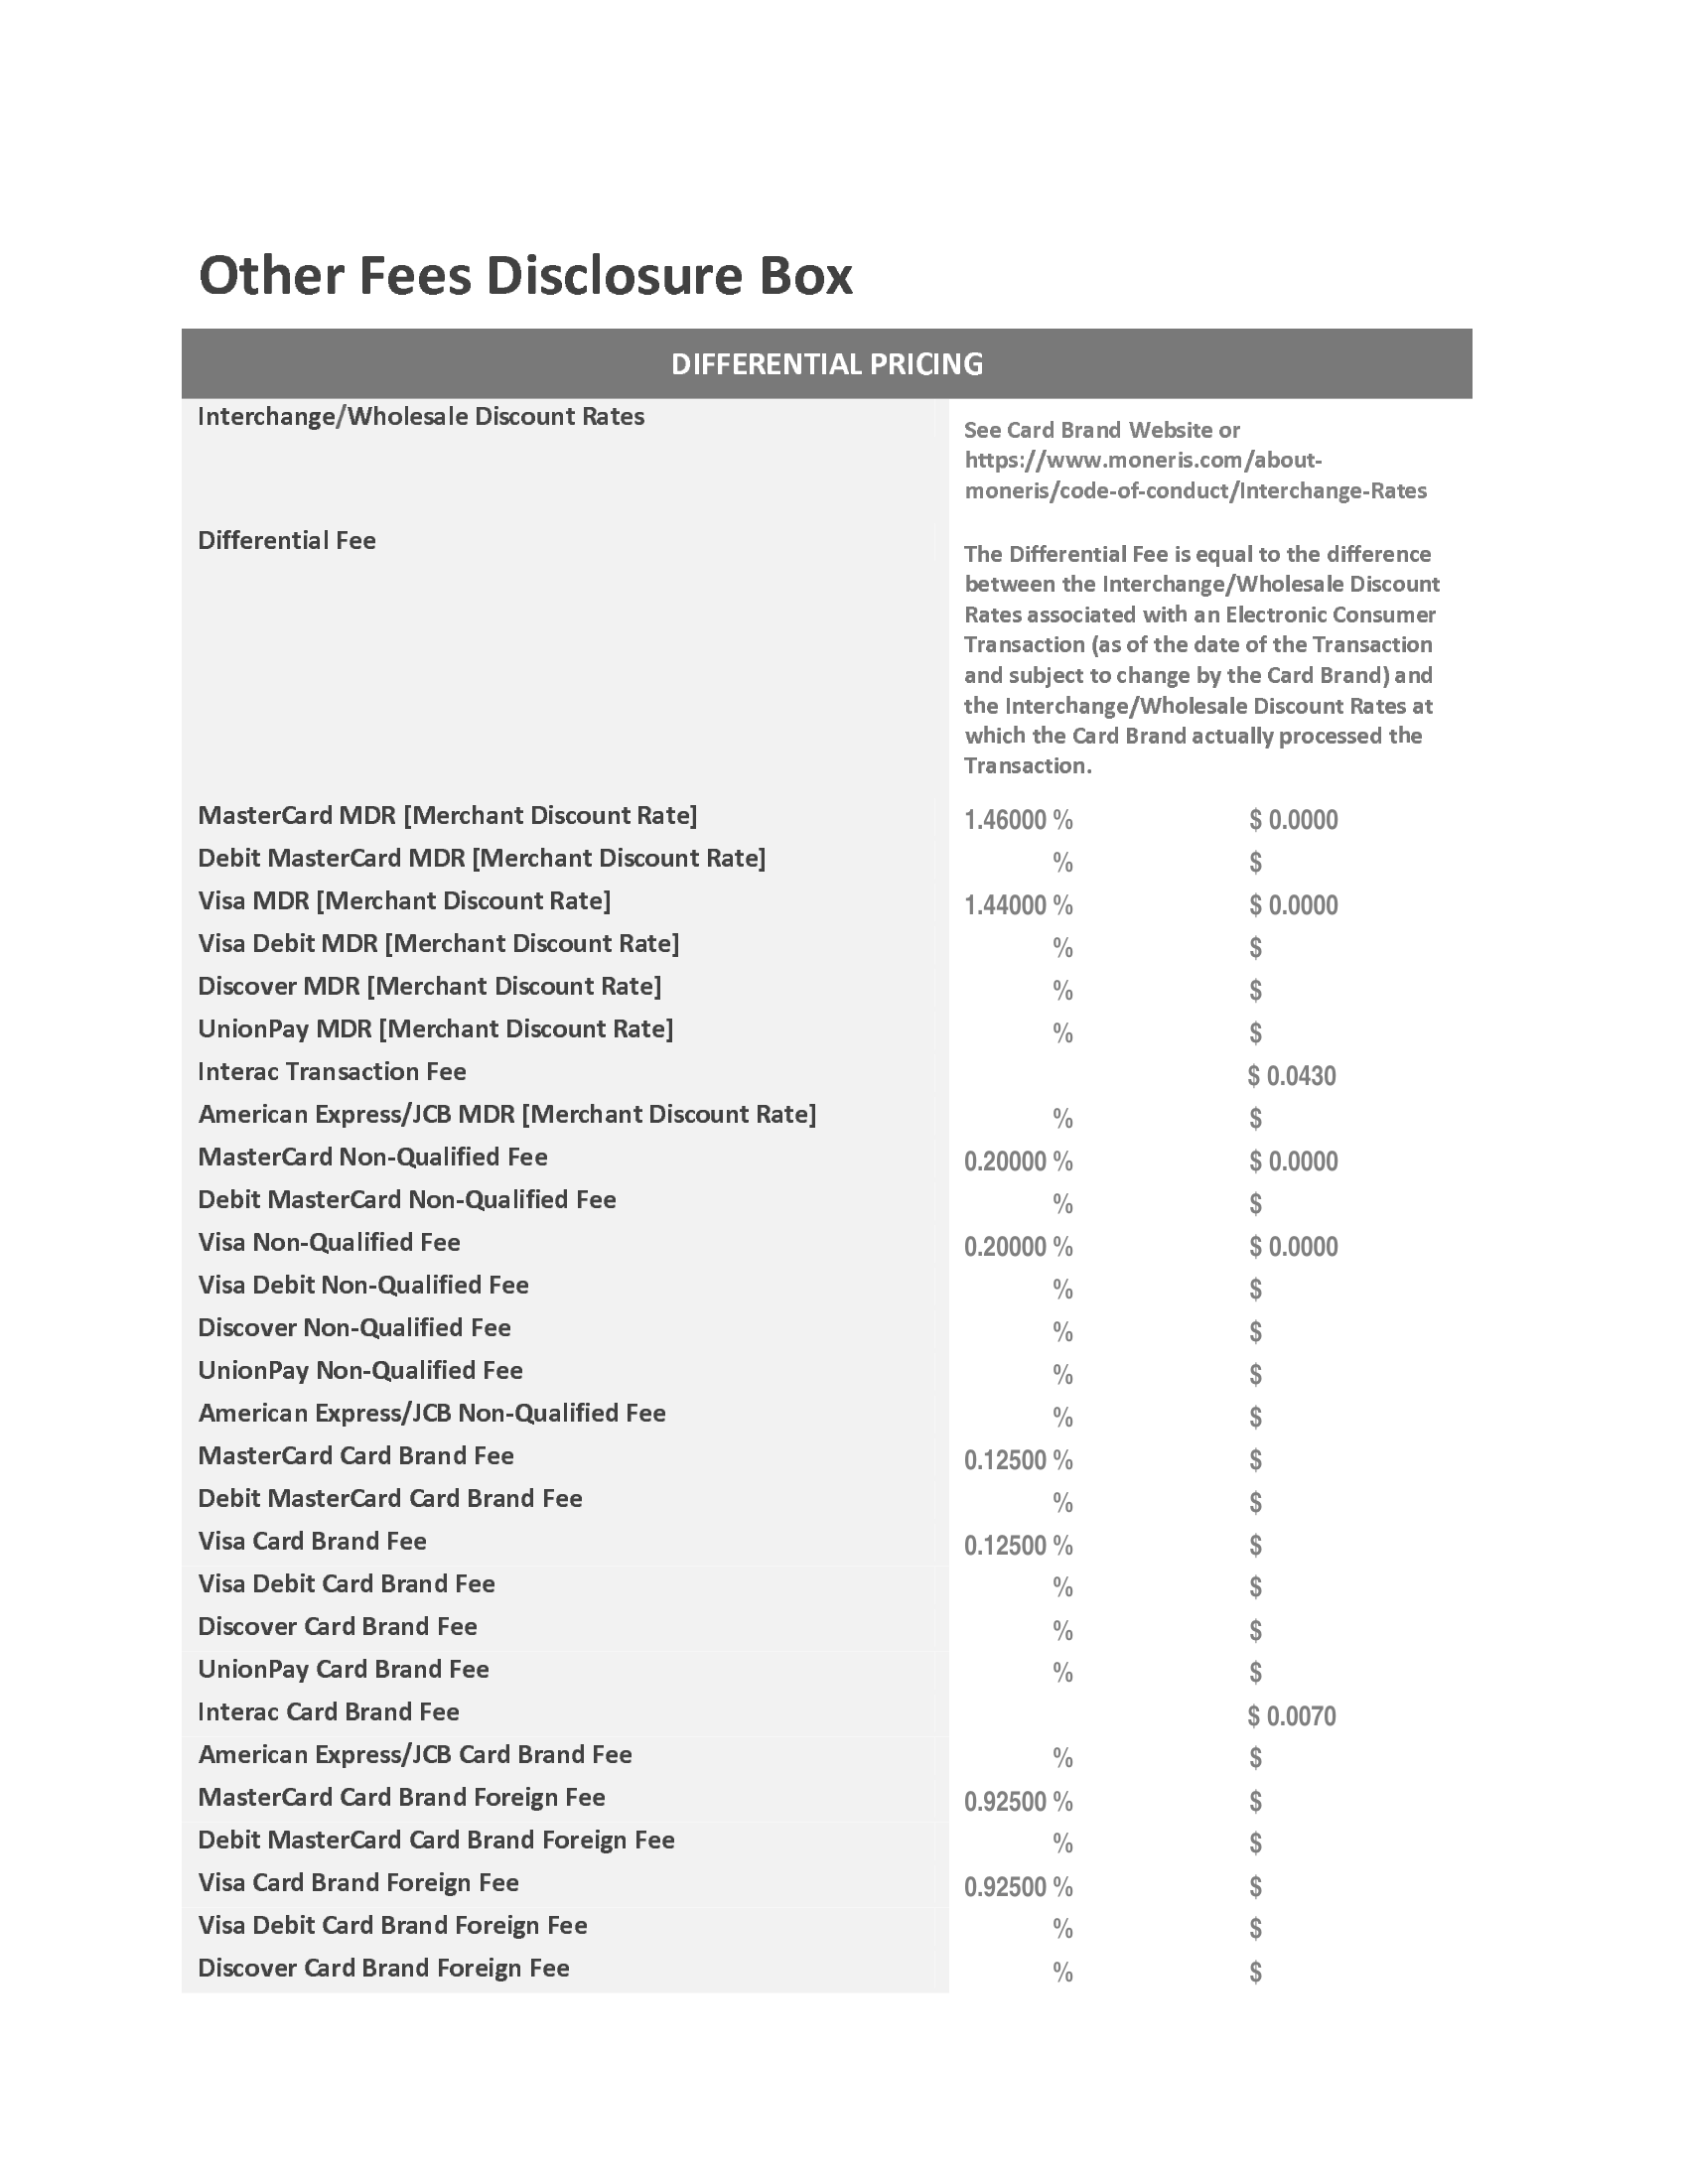 Other Fees Disclosure Box
DIFFERENTIAL PRICING
Interchange/Wholesale Discount Rates
See Card Brand Website or
https://www.moneris.com/about-
moneris/code-of-conduct/Interchange-Rates
Differential Fee
The Differential Fee is equal to the difference
between the Interchange/Wholesale Discount
Rates associated with an Electronic Consumer
Transaction (as of the date of the Transaction
and subject to change by the Card Brand) and
the Interchange/Wholesale Discount Rates at
which the Card Brand actually processed the
Transaction.
MasterCard MDR [Merchant Discount Rate] 1.46000 % $ 0.0000
Debit MasterCard MDR [Merchant Discount Rate] % $
Visa MDR [Merchant Discount Rate] 1.44000 % $ 0.0000
Visa Debit MDR [Merchant Discount Rate] % $
Discover MDR [Merchant Discount Rate] % $
UnionPay MDR [Merchant Discount Rate] % $
Interac Transaction Fee $ 0.0430
American Express/JCB MDR [Merchant Discount Rate] % $
MasterCard Non-Qualified Fee 0.20000 % $ 0.0000
Debit MasterCard Non-Qualified Fee % $
Visa Non-Qualified Fee 0.20000 % $ 0.0000
Visa Debit Non-Qualified Fee % $
Discover Non-Qualified Fee % $
UnionPay Non-Qualified Fee % $
American Express/JCB Non-Qualified Fee % $
MasterCard Card Brand Fee 0.12500 % $
Debit MasterCard Card Brand Fee % $
Visa Card Brand Fee 0.12500 % $
Visa Debit Card Brand Fee % $
Discover Card Brand Fee % $
UnionPay Card Brand Fee % $
Interac Card Brand Fee $ 0.0070
American Express/JCB Card Brand Fee % $
MasterCard Card Brand Foreign Fee 0.92500 % $
Debit MasterCard Card Brand Foreign Fee % $
Visa Card Brand Foreign Fee 0.92500 % $
Visa Debit Card Brand Foreign Fee % $
Discover Card Brand Foreign Fee % $